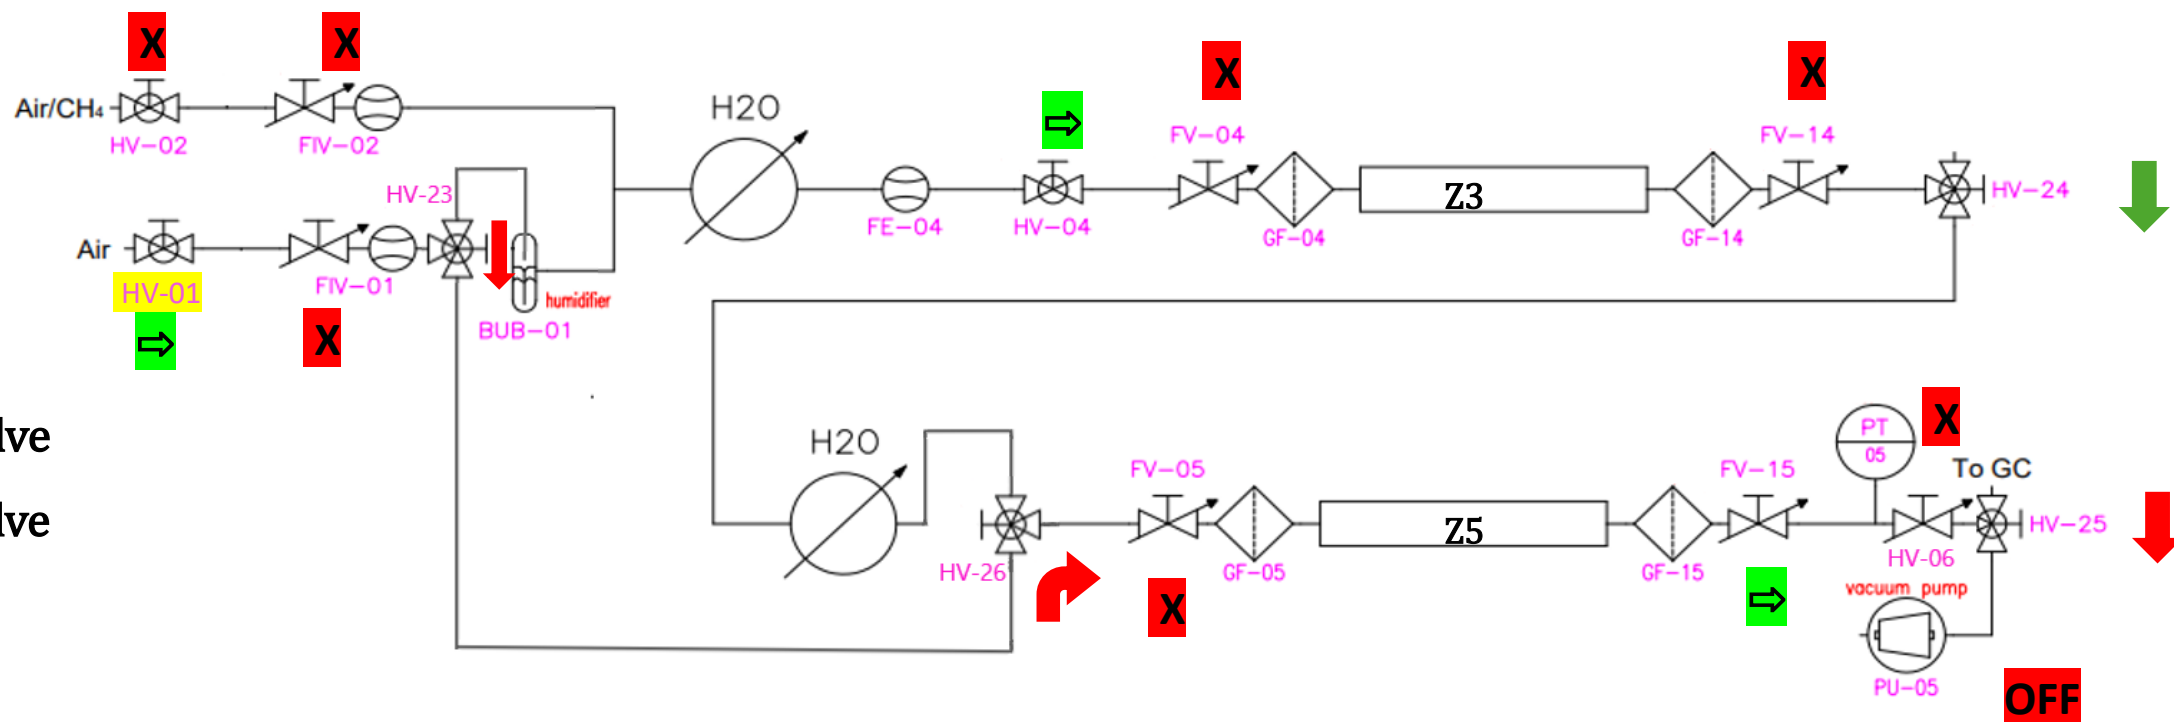 X X
Air/CH₄
HV-02 FIV-02
H2O
X X
FV-04 FV-14
FE-04 HV-04 GF-04 Z3 GF-14 HV-24
HV-23
Air
HV-01 FIV-01
humidifier
BUB-01
X
lve
lve
H2O
FV-05 FV-15
PT
05
X
To GC
HV-26 GF-05 Z5 GF-15 HV-06 HV-25
X
vacuum pump
PU-05
OFF